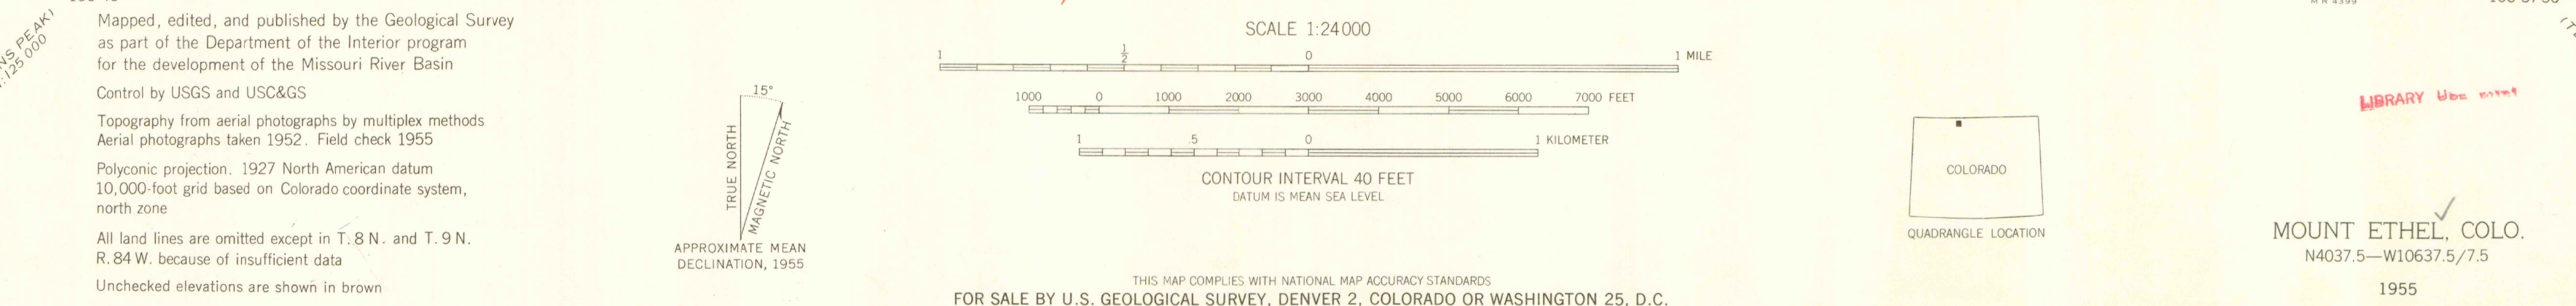 NS PEAK)
1:125 000
Mapped, edited, and published by the Geological Survey
as part of the Department of the Interior program
for the development of the Missouri River Basin
Control by USGS and USC&GS
Topography from aerial photographs by multiplex methods
Aerial photographs taken 1952. Field check 1955
Polyconic projection. 1927 North American datum
10,000-foot grid based on Colorado coordinate system,
north zone
All land lines are omitted except in T. 8 N. and T. 9 N.
R. 84 W. because of insufficient data
Unchecked elevations are shown in brown
15°
TRUE NORTH
MAGNETIC NORTH
APPROXIMATE MEAN
DECLINATION, 1955
SCALE 1:24000
1 1/2 0 1 MILE
1000 0 1000 2000 3000 4000 5000 6000 7000 FEET
1 .5 0 1 KILOMETER
CONTOUR INTERVAL 40 FEET
DATUM IS MEAN SEA LEVEL
THIS MAP COMPLIES WITH NATIONAL MAP ACCURACY STANDARDS
FOR SALE BY U.S. GEOLOGICAL SURVEY, DENVER 2, COLORADO OR WASHINGTON 25, D.C.
COLORADO
QUADRANGLE LOCATION
LIBRARY
MOUNT ETHEL, COLO.
N4037.5—W10637.5/7.5
1955